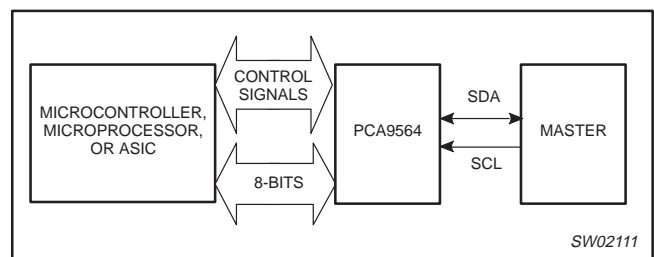 MICROCONTROLLER,
MICROPROCESSOR,
OR ASIC
CONTROL
SIGNALS
8-BITS
PCA9564
SDA
SCL
MASTER
SW02111